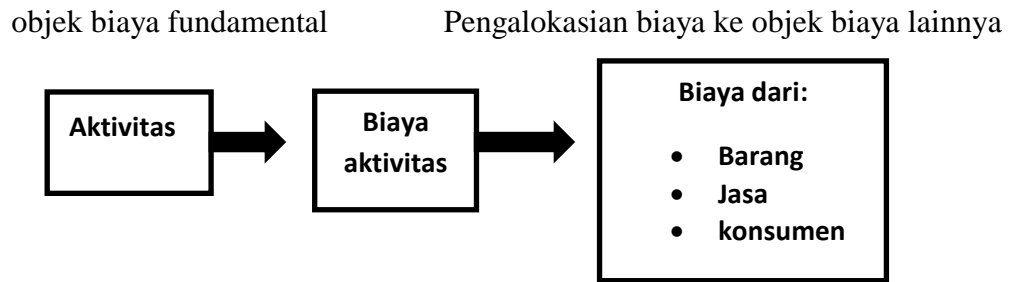 objek biaya fundamental
Pengalokasian biaya ke objek biaya lainnya
Aktivitas
Biaya
aktivitas
Biaya dari:
• Barang
• Jasa
• konsumen